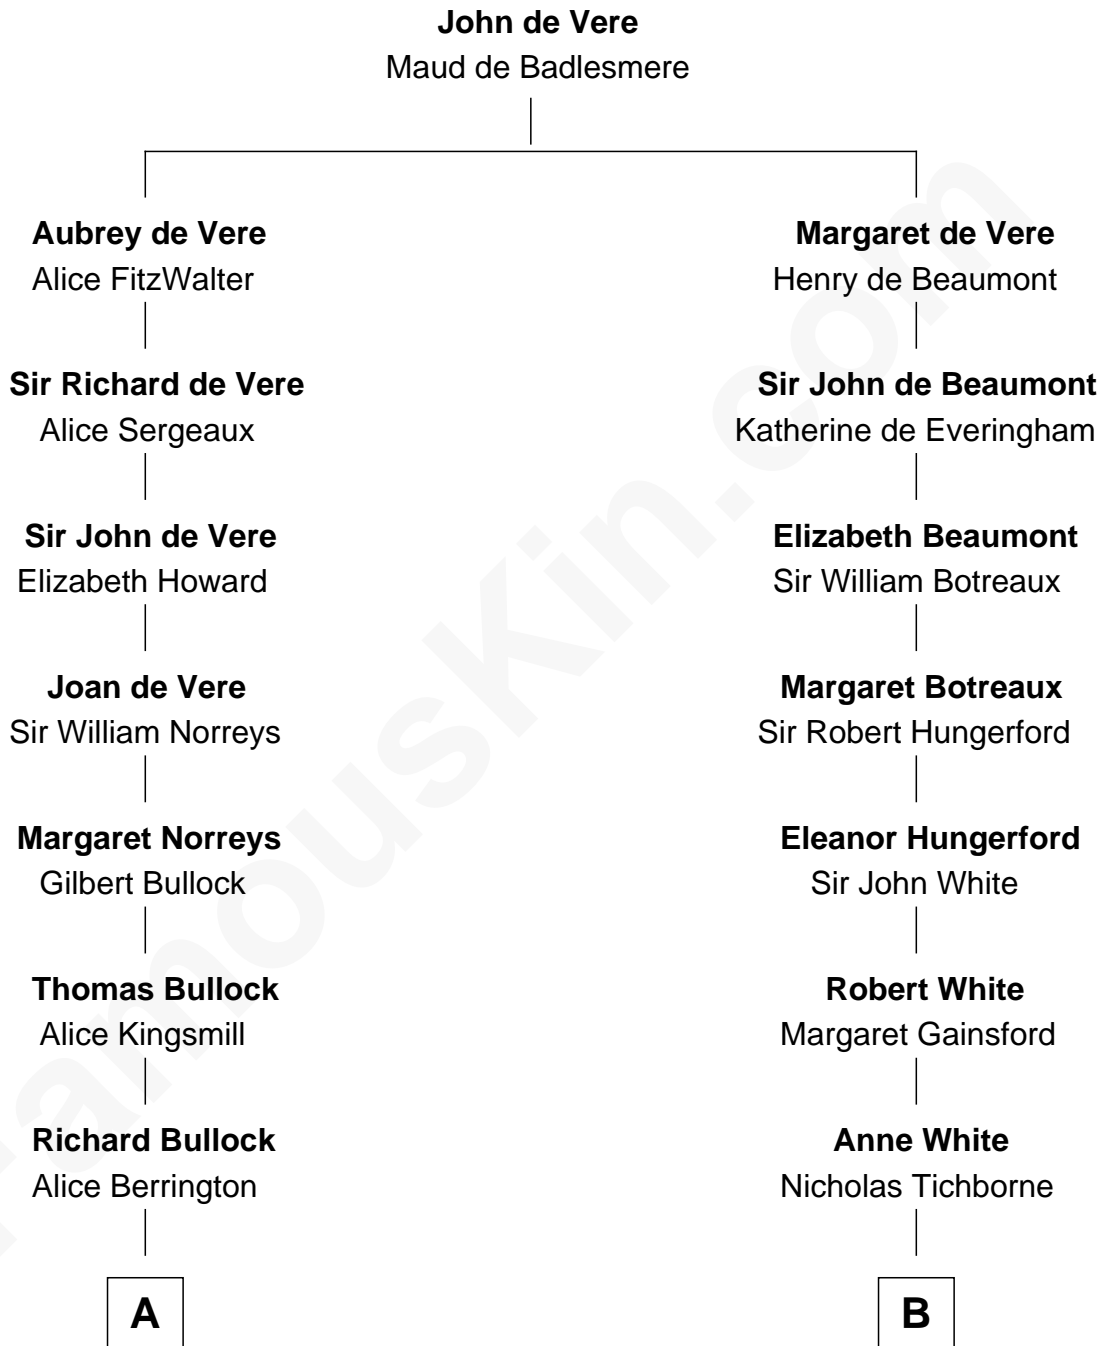 John de Vere
Maud de Badlesmere
Aubrey de Vere
Alice FitzWalter
Margaret de Vere
Henry de Beaumont
Sir Richard de Vere
Alice Sergeaux
Sir John de Beaumont
Katherine de Everingham
Sir John de Vere
Elizabeth Howard
Elizabeth Beaumont
Sir William Botreaux
Joan de Vere
Sir William Norreys
Margaret Botreaux
Sir Robert Hungerford
Margaret Norreys
Gilbert Bullock
Eleanor Hungerford
Sir John White
Thomas Bullock
Alice Kingsmill
Robert White
Margaret Gainsford
Richard Bullock
Alice Berrington
Anne White
Nicholas Tichborne
A
B
FamousKin.com